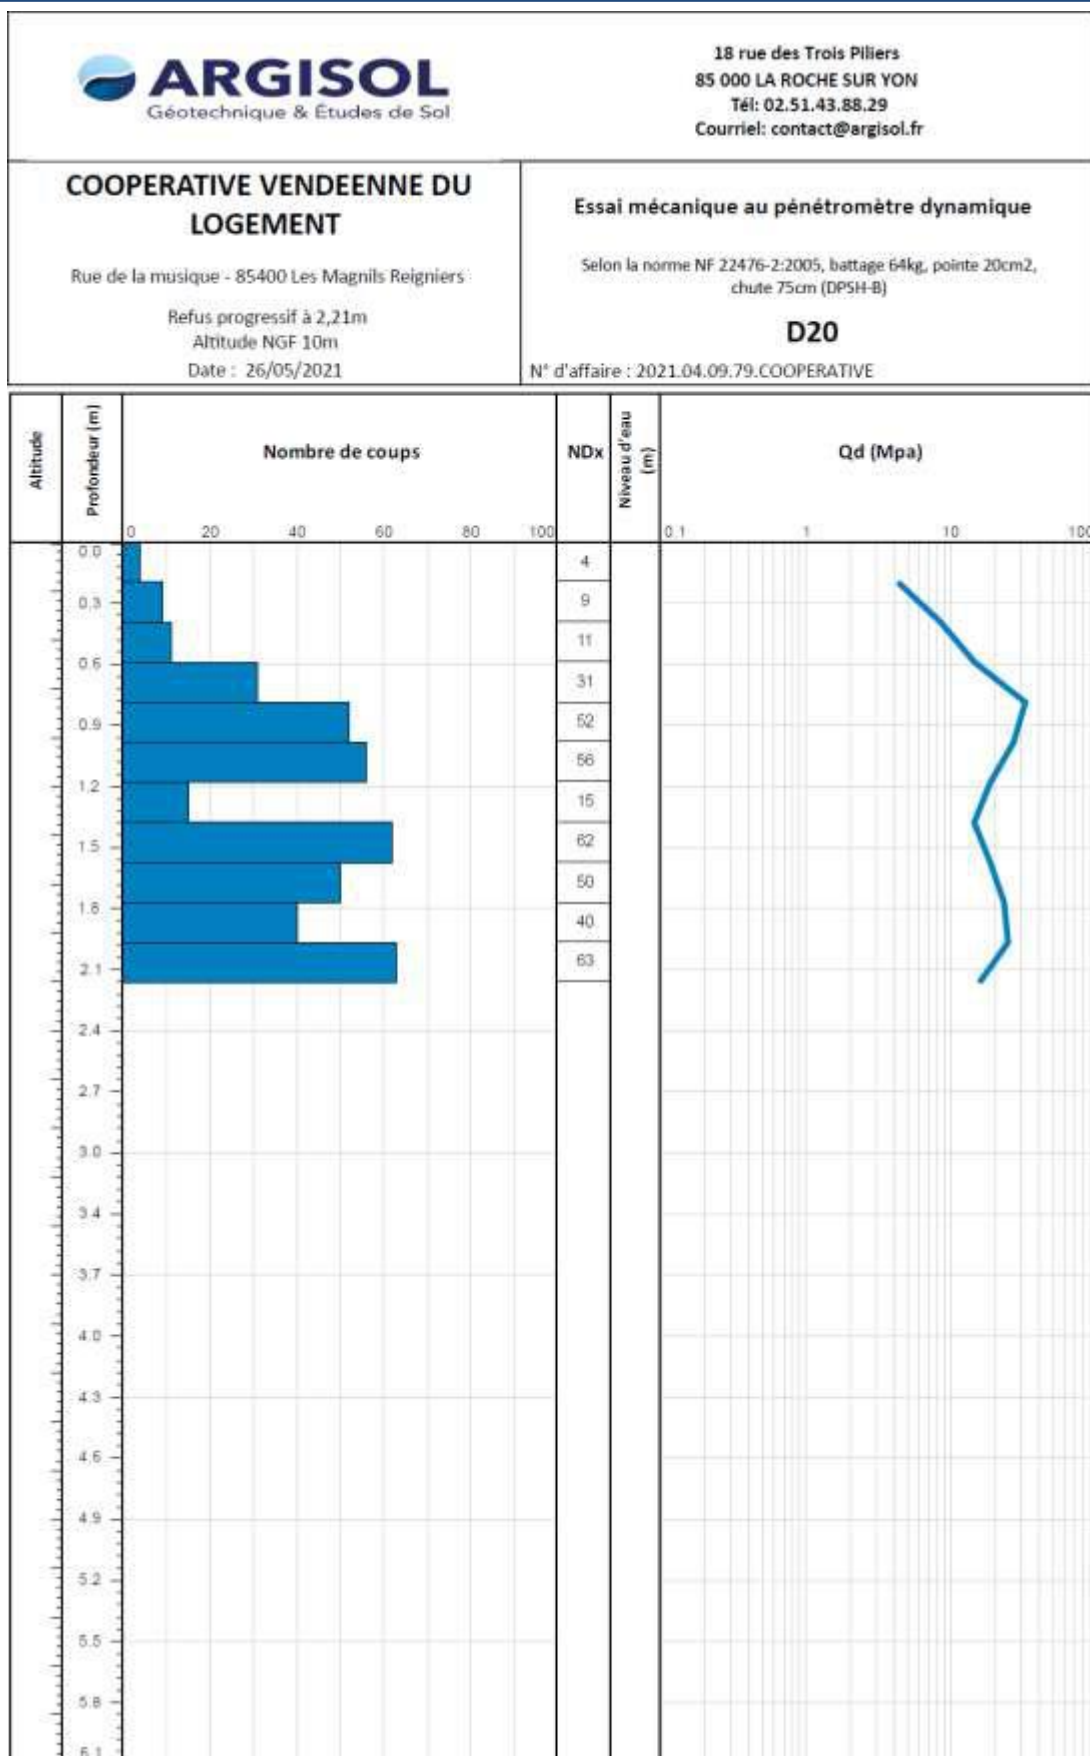 ARGISOL
Géotechnique & Études de Sol
18 rue des Trois Piliers
85 000 LA ROCHE SUR YON
Tél: 02.51.43.88.29
Courriel: contact@argisol.fr
COOPERATIVE VENDEENNE DU
LOGEMENT
Rue de la musique - 85400 Les Magnils Reigniers
Refus progressif à 2,21m
Altitude NGF 10m
Date : 26/05/2021
Essai mécanique au pénétromètre dynamique
Selon la norme NF 22476-2:2005, battage 64kg, pointe 20cm2,
chute 75cm (DPSH-B)
D20
N° d'affaire : 2021.04.09.79.COOPERATIVE
Altitude
Profondeur (m)
Nombre de coups
NDx
Niveau d'eau
(m)
Qd (Mpa)
0 20 40 60 80 100
0.1 1 10 100
0.0
4
0.3
9
11
0.6
31
0.9
52
56
1.2
15
1.5
62
50
1.8
40
2.1
63
2.4
2.7
3.0
3.4
3.7
4.0
4.3
4.6
4.9
5.2
5.5
5.8
6.1